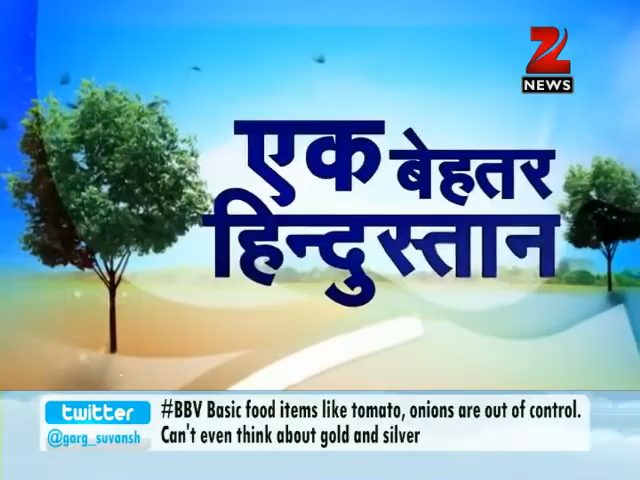 Z
NEWS
एक बेहतर
हिन्दुस्तान
twitter
@garg_suvansh
#BBV Basic food items like tomato, onions are out of control.
Can't even think about gold and silver